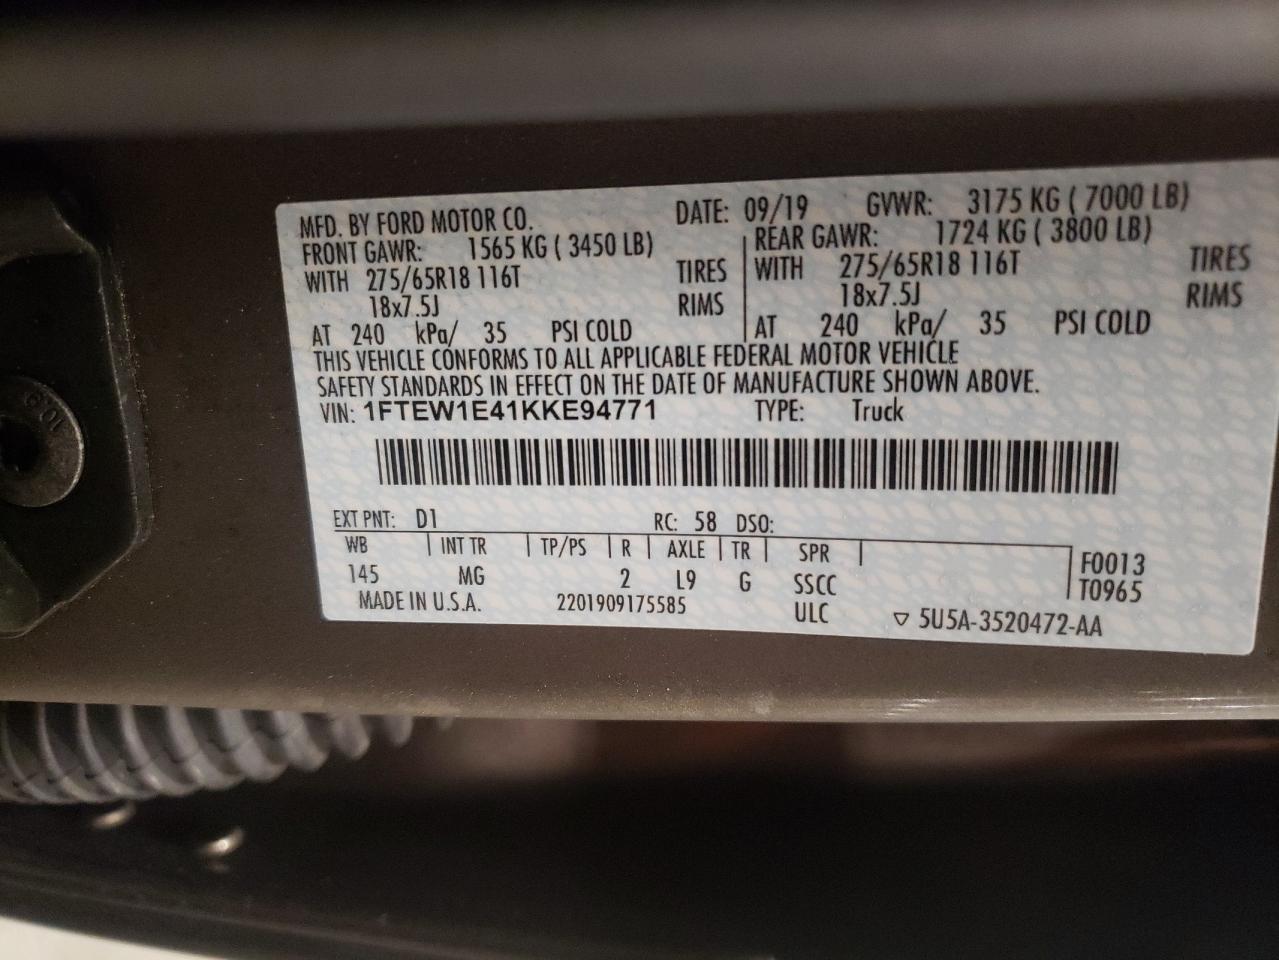 MFD. BY FORD MOTOR CO. DATE: 09/19 GVWR: 3175 KG ( 7000 LB)
FRONT GAWR: 1565 KG ( 3450 LB) REAR GAWR: 1724 KG ( 3800 LB)
WITH 275/65R18 116T TIRES WITH 275/65R18 116T TIRES
18x7.5J RIMS 18x7.5J RIMS
AT 240 kPa/ 35 PSI COLD AT 240 kPa/ 35 PSI COLD
THIS VEHICLE CONFORMS TO ALL APPLICABLE FEDERAL MOTOR VEHICLE
SAFETY STANDARDS IN EFFECT ON THE DATE OF MANUFACTURE SHOWN ABOVE.
VIN: 1FTEW1E41KKE94771 TYPE: Truck
EXT PNT: D1 RC: 58 DSO:
WB INT TR TP/PS R AXLE TR SPR F0013
145 MG 2 L9 G SSCC T0965
MADE IN U.S.A. 2201909175585 ULC ▽ 5U5A-3520472-AA
10.9